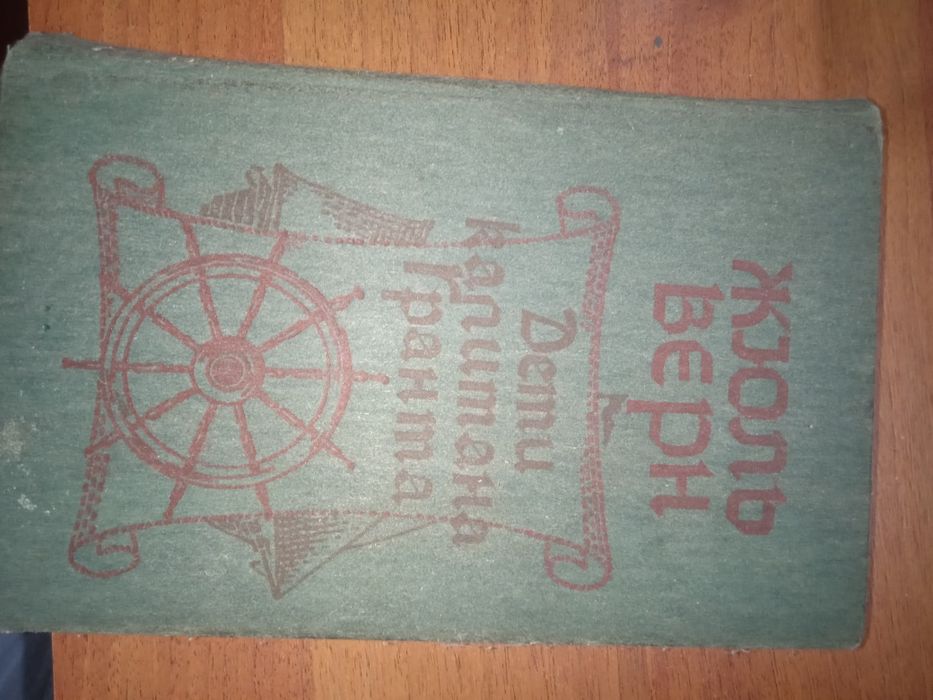 Жюль
Верн
Дети
капитана
Гранта